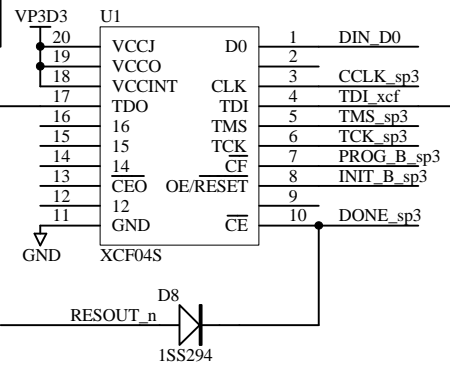 VP3D3 U1
20 VCCJ D0 1 DIN_D0
19 VCCO 2
18 VCCINT CLK 3 CCLK_sp3
17 TDO TDI 4 TDI_xcf
16 16 TMS 5 TMS_sp3
15 15 TCK 6 TCK_sp3
14 14 CF 7 PROG_B_sp3
13 CEO OE/RESET 8 INIT_B_sp3
12 12 9
11 GND CE 10 DONE_sp3
GND XCF04S
D8
RESOUT_n
1SS294